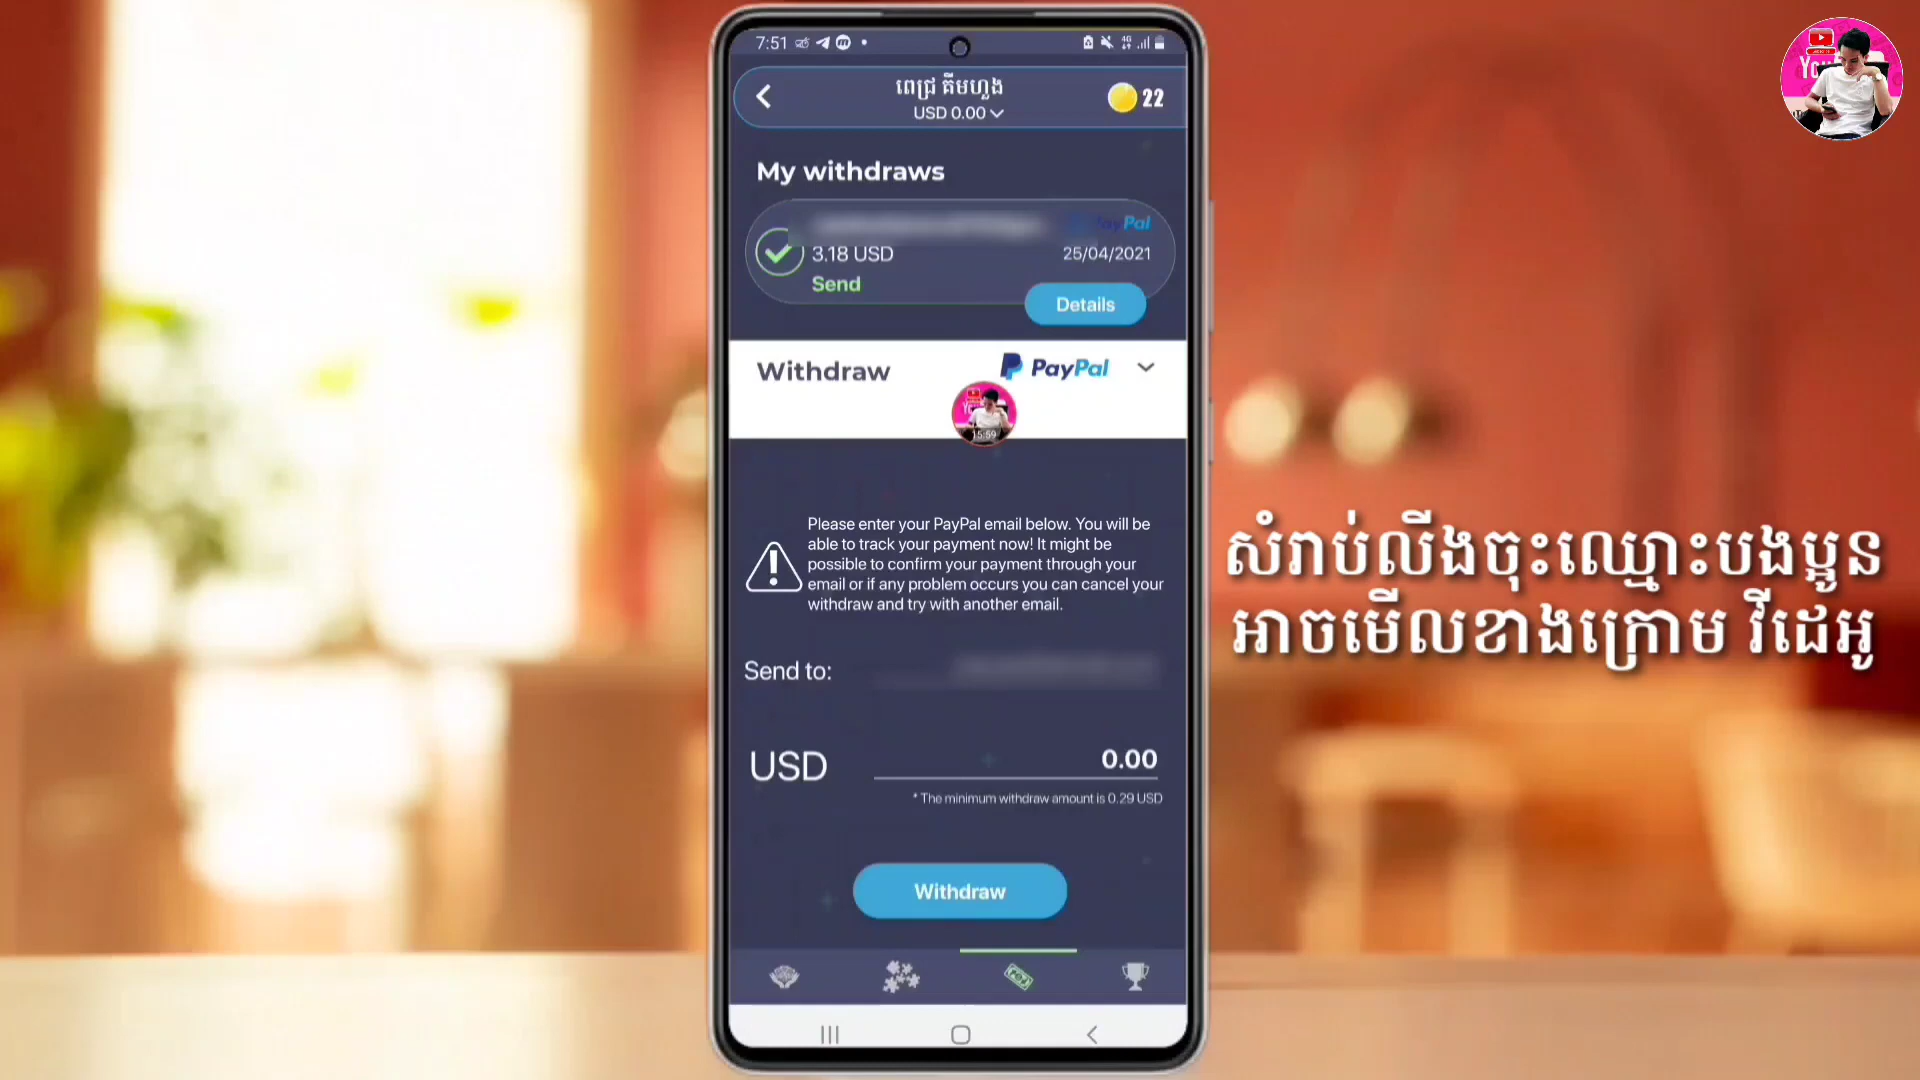 7:51
ពេជ្រ គីមហួង
USD 0.00
22
My withdraws
PayPal
3.18 USD
25/04/2021
Send
Details
Withdraw
PayPal
15:59
Please enter your PayPal email below. You will be
able to track your payment now! It might be
possible to confirm your payment through your
email or if any problem occurs you can cancel your
withdraw and try with another email.
Send to:
USD
0.00
* The minimum withdraw amount is 0.29 USD
Withdraw
សំរាប់លីងចុះឈ្មោះបងប្អូន
អាចមើលខាងក្រោម វីដេអូ